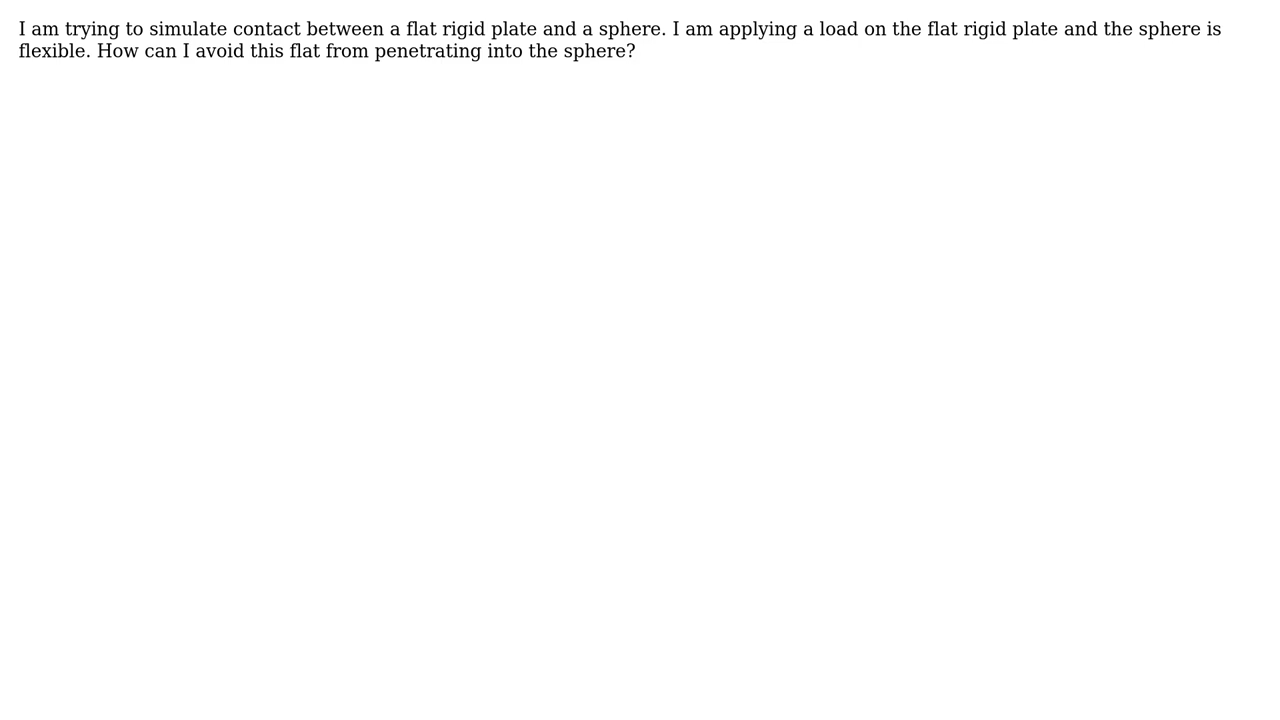 I am trying to simulate contact between a flat rigid plate and a sphere. I am applying a load on the flat rigid plate and the sphere is
flexible. How can I avoid this flat from penetrating into the sphere?